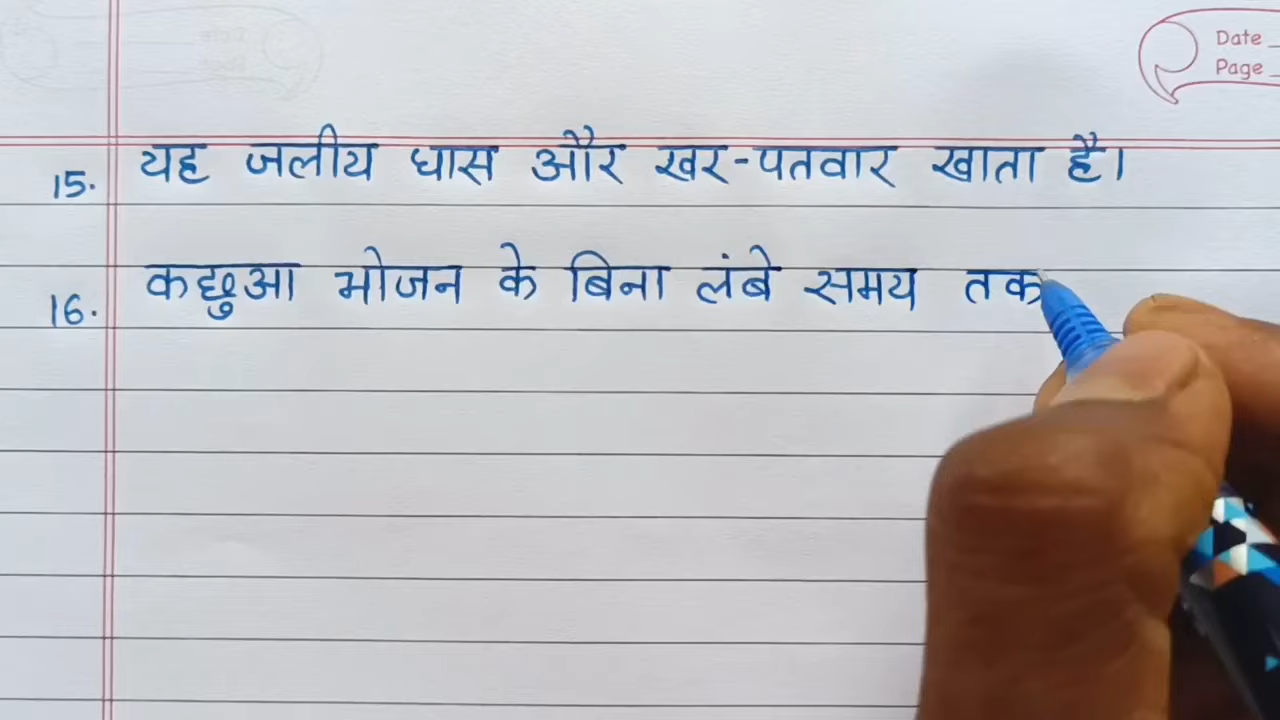 Date
Page
15. यह जलीय घास और खर-पतवार खाता है।
16. कछुआ भोजन के बिना लंबे समय तक